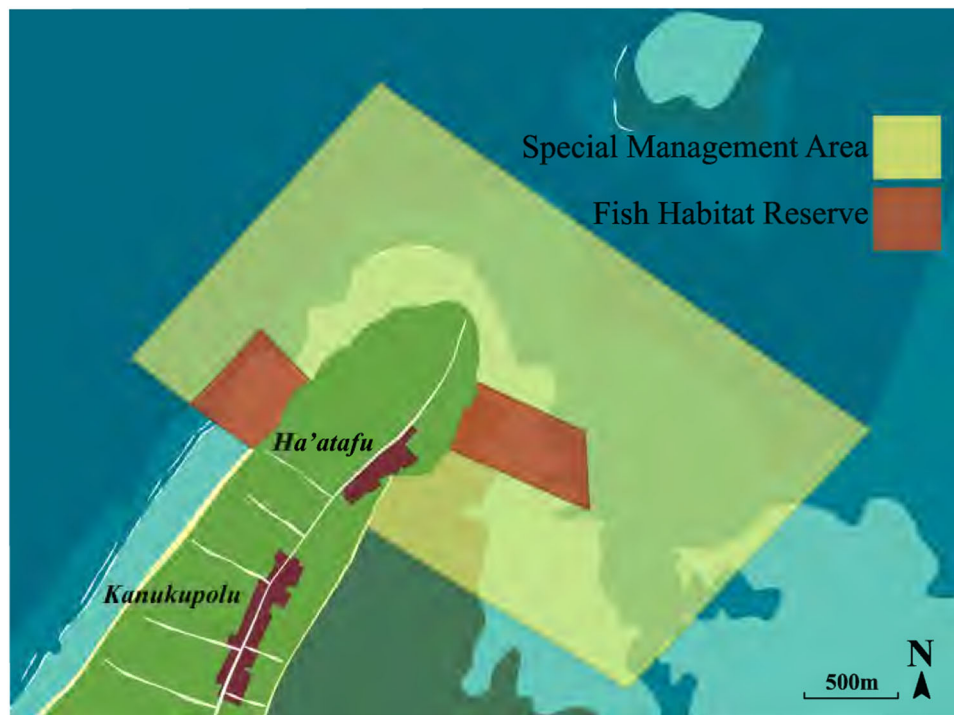 Special Management Area
Fish Habitat Reserve
Ha'atafu
Kanukupolu
N
500m